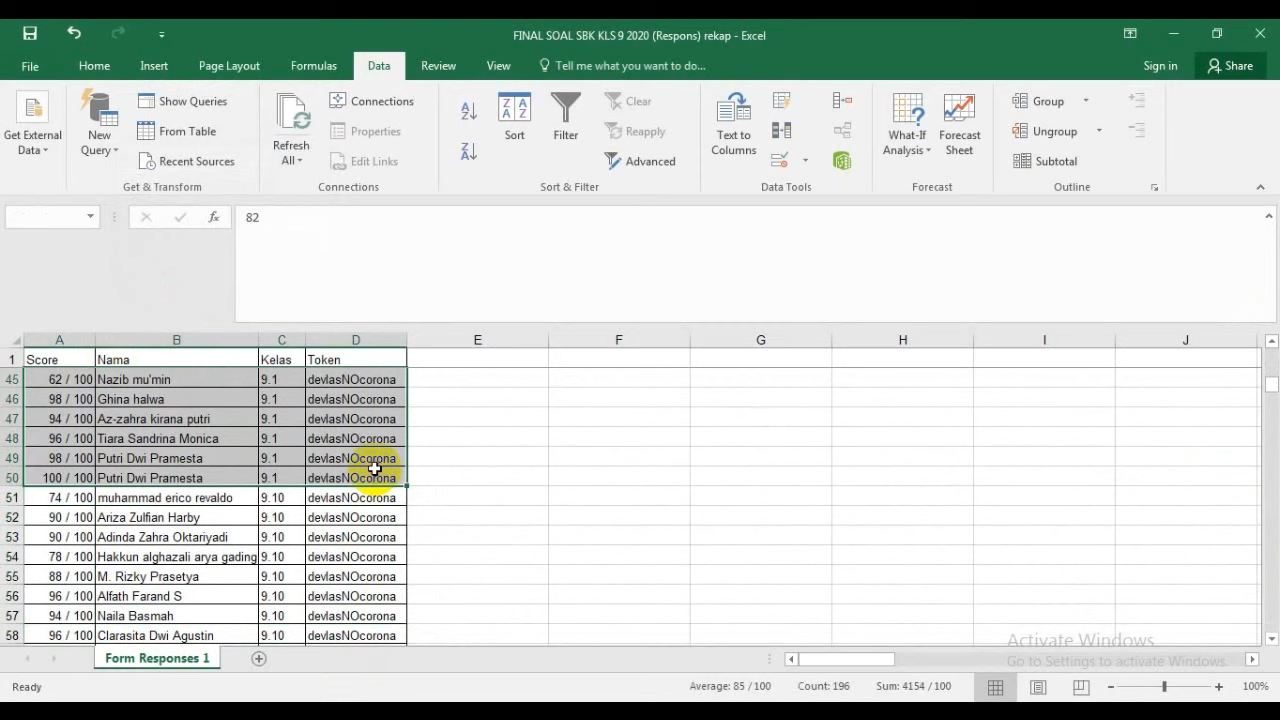 FINAL SOAL SBK KLS 9 2020 (Respons) rekap - Excel
File Home Insert Page Layout Formulas Data Review View Tell me what you want to do... Sign in Share
Get External Data
New Query
Show Queries
From Table
Recent Sources
Get & Transform
Refresh All
Connections
Properties
Edit Links
Connections
Sort
Filter
Clear
Reapply
Advanced
Sort & Filter
Text to Columns
Data Tools
What-If Analysis
Forecast Sheet
Forecast
Group
Ungroup
Subtotal
Outline
fx 82
A B C D E F G H I J
1 Score Nama Kelas Token
45 62 / 100 Nazib mu'min 9.1 devlasNOcorona
46 98 / 100 Ghina halwa 9.1 devlasNOcorona
47 94 / 100 Az-zahra kirana putri 9.1 devlasNOcorona
48 96 / 100 Tiara Sandrina Monica 9.1 devlasNOcorona
49 98 / 100 Putri Dwi Pramesta 9.1 devlasNOcorona
50 100 / 100 Putri Dwi Pramesta 9.1 devlasNOcorona
51 74 / 100 muhammad erico revaldo 9.10 devlasNOcorona
52 90 / 100 Ariza Zulfian Harby 9.10 devlasNOcorona
53 90 / 100 Adinda Zahra Oktariyadi 9.10 devlasNOcorona
54 78 / 100 Hakkun alghazali arya gading 9.10 devlasNOcorona
55 88 / 100 M. Rizky Prasetya 9.10 devlasNOcorona
56 96 / 100 Alfath Farand S 9.10 devlasNOcorona
57 94 / 100 Naila Basmah 9.10 devlasNOcorona
58 96 / 100 Clarasita Dwi Agustin 9.10 devlasNOcorona
Activate Windows
Go to Settings to activate Windows.
Form Responses 1
Ready Average: 85 / 100 Count: 196 Sum: 4154 / 100 100%